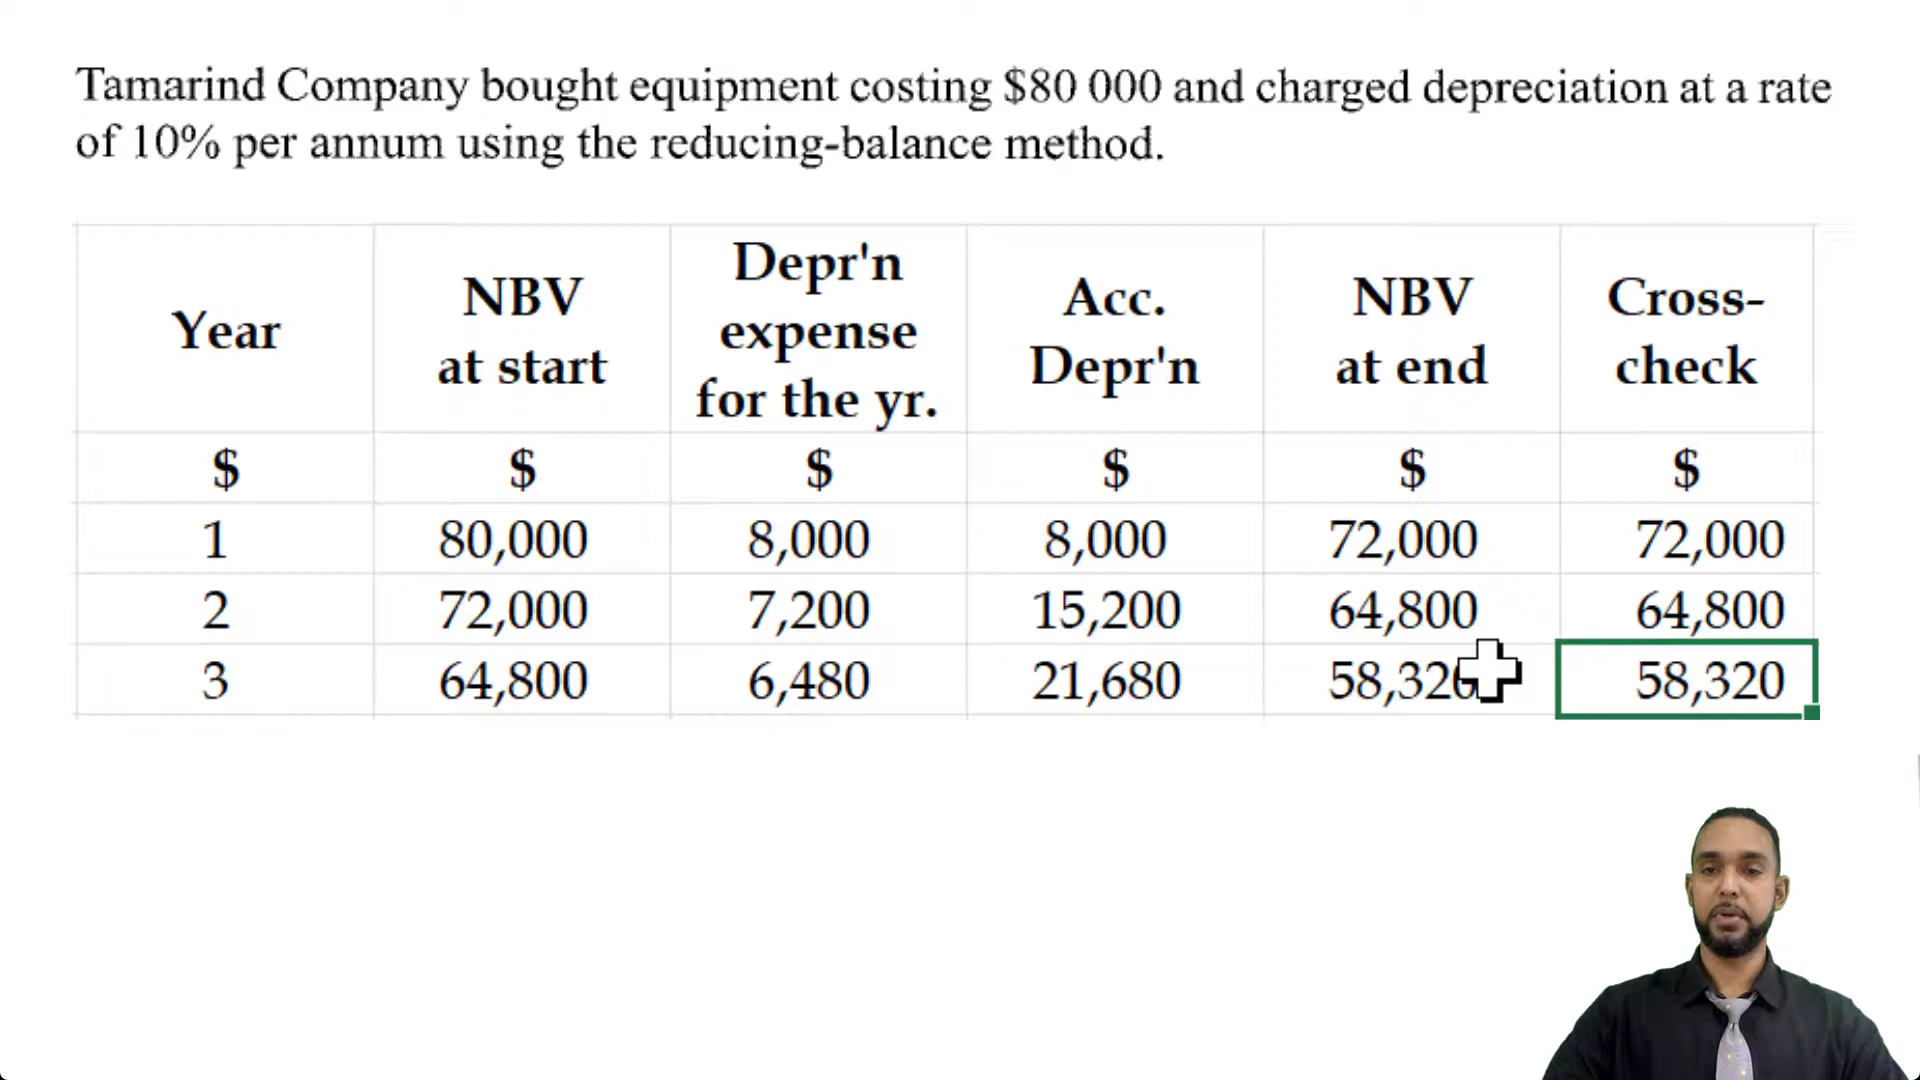 Tamarind Company bought equipment costing $80 000 and charged depreciation at a rate
of 10% per annum using the reducing-balance method.
Year NBV at start Depr'n expense for the yr. Acc. Depr'n NBV at end Cross-check
$ $ $ $ $ $
1 80,000 8,000 8,000 72,000 72,000
2 72,000 7,200 15,200 64,800 64,800
3 64,800 6,480 21,680 58,320 58,320